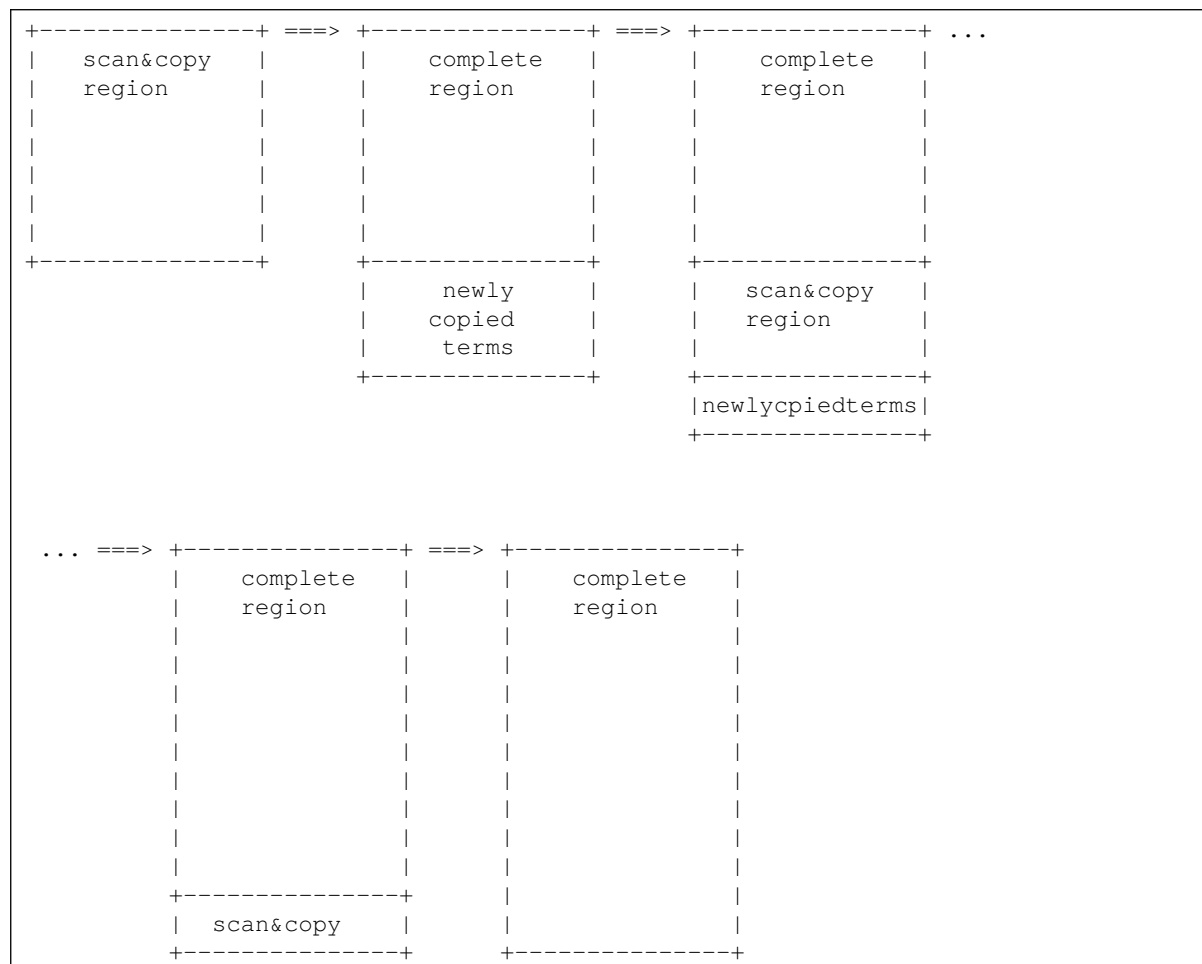 +---------------+ ===> +---------------+ ===> +---------------+ ...
|   scan&copy   |      |    complete   |      |    complete   |
|   region      |      |    region     |      |    region     |
|               |      |               |      |               |
|               |      |               |      |               |
|               |      |               |      |               |
|               |      |               |      |               |
|               |      |               |      |               |
+---------------+      +---------------+      +---------------+
                       |     newly     |      |   scan&copy   |
                       |    copied     |      |   region      |
                       |     terms     |      |               |
                       +---------------+      +---------------+
                                              |newlycpiedterms|
                                              +---------------+
... ===> +---------------+ ===> +---------------+
         |    complete   |      |    complete   |
         |    region     |      |    region     |
         |               |      |               |
         |               |      |               |
         |               |      |               |
         |               |      |               |
         |               |      |               |
         |               |      |               |
         |               |      |               |
         |               |      |               |
         |               |      |               |
         +---------------+      |               |
         |  scan&copy    |      |               |
         +---------------+      +---------------+